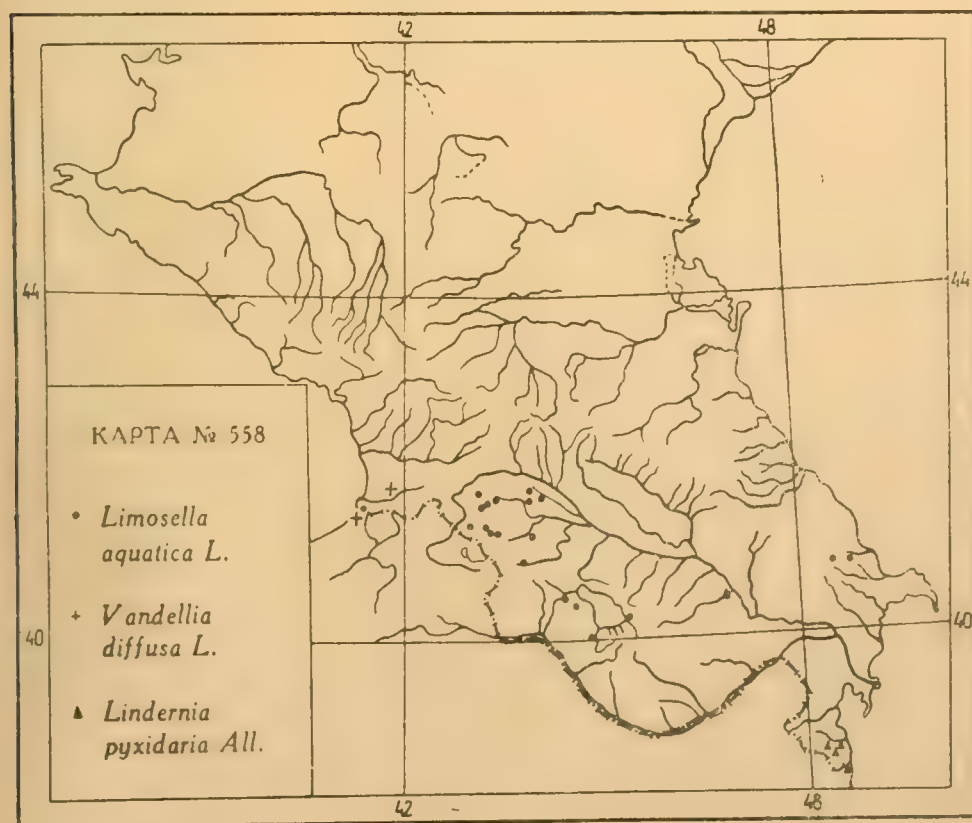 42 48
44 44
КАРТА № 558
• Limosella
aquatica L.
+ Vandellia
diffusa L.
▲ Lindernia
pyxidaria All.
40 40
42 48